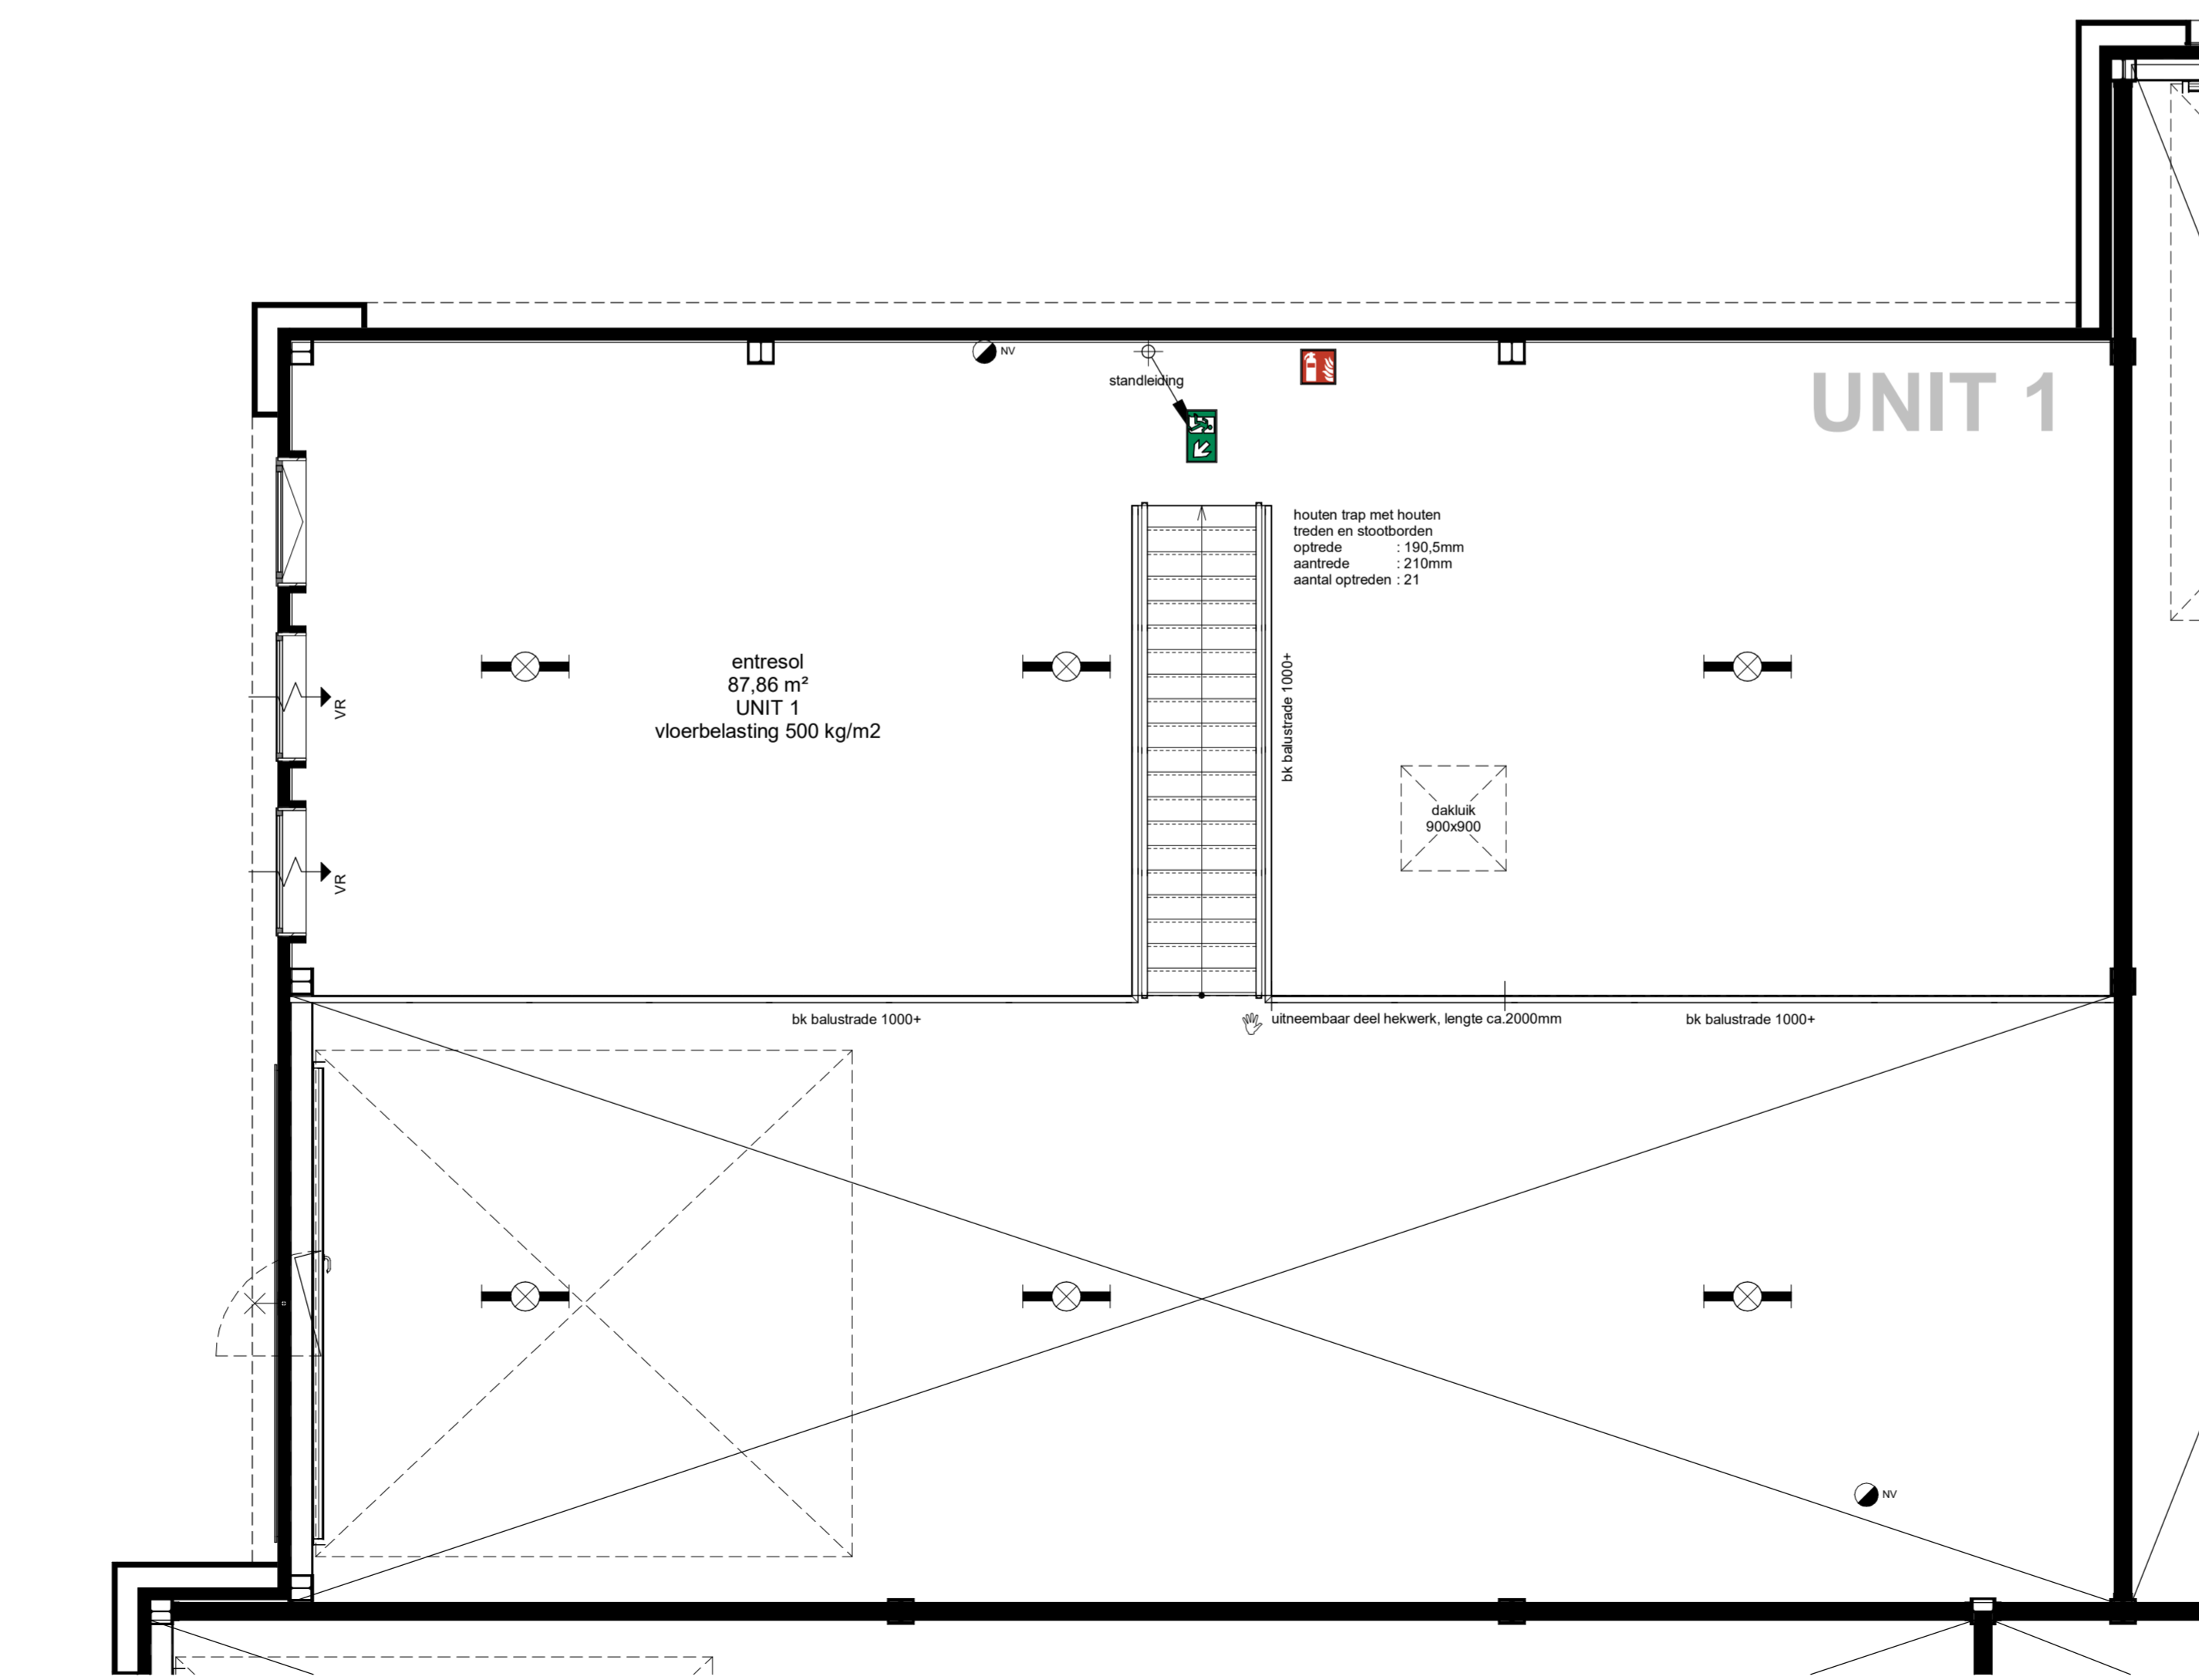 NV
standleiding
UNIT 1
houten trap met houten
treden en stootborden
optrede : 190,5mm
aantrede : 210mm
aantal optreden : 21
entresol
87,86 m²
UNIT 1
vloerbelasting 500 kg/m2
VR
bk balustrade 1000+
dakluik
900x900
VR
bk balustrade 1000+
uitneembaar deel hekwerk, lengte ca.2000mm
bk balustrade 1000+
NV